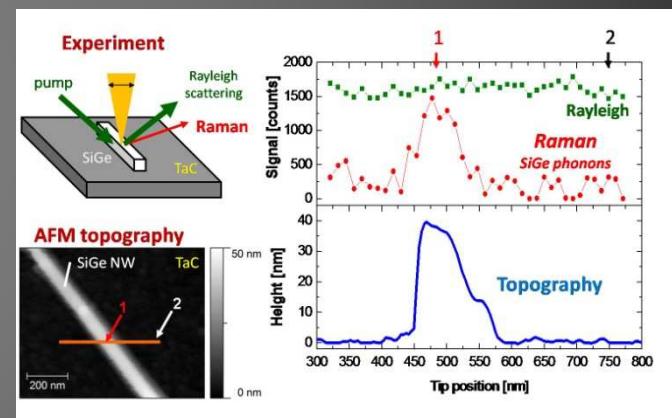 Experiment
pump
Rayleigh
scattering
Raman
SiGe
TaC
AFM topography
SiGe NW
TaC
50 nm
1
2
200 nm
0 nm
1
2
2000
1500
1000
500
0
Signal [counts]
Rayleigh
Raman
SiGe phonons
40
30
20
10
0
Height [nm]
Topography
300 350 400 450 500 550 600 650 700 750 800
Tip position [nm]